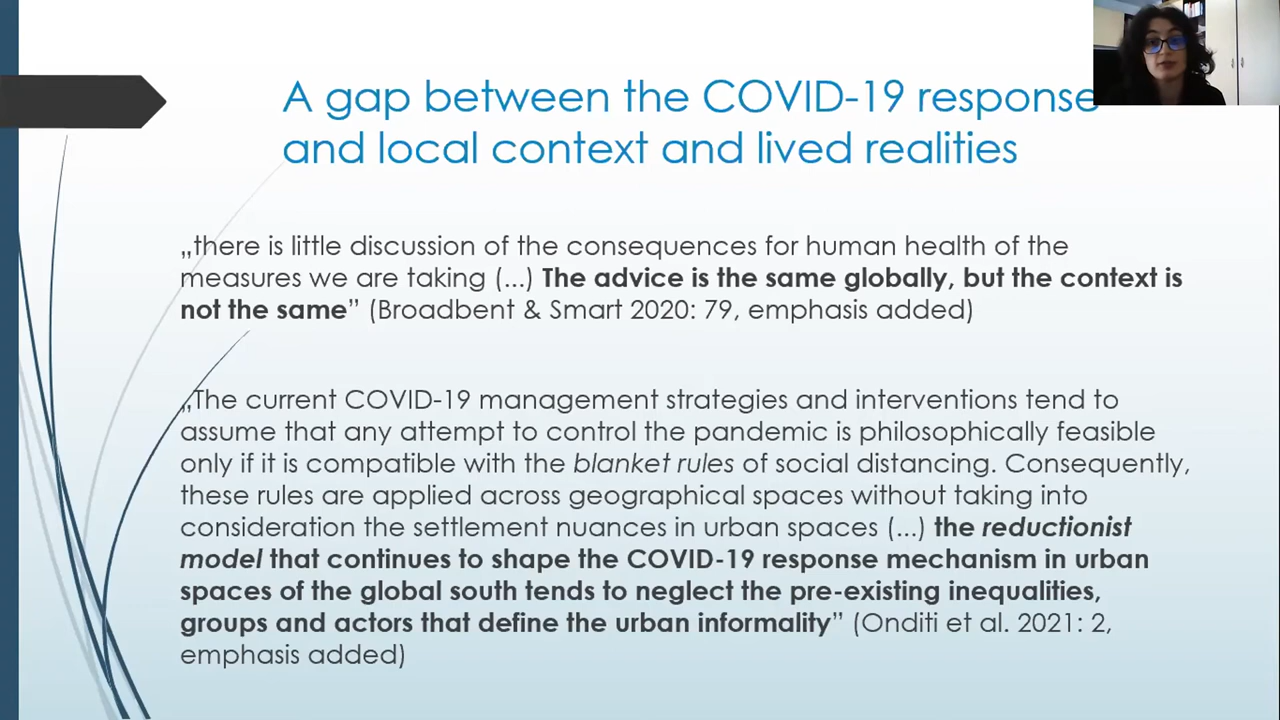 A gap between the COVID-19 response
and local context and lived realities
„there is little discussion of the consequences for human health of the
measures we are taking (...) The advice is the same globally, but the context is
not the same” (Broadbent & Smart 2020: 79, emphasis added)
„The current COVID-19 management strategies and interventions tend to
assume that any attempt to control the pandemic is philosophically feasible
only if it is compatible with the blanket rules of social distancing. Consequently,
these rules are applied across geographical spaces without taking into
consideration the settlement nuances in urban spaces (...) the reductionist
model that continues to shape the COVID-19 response mechanism in urban
spaces of the global south tends to neglect the pre-existing inequalities,
groups and actors that define the urban informality” (Onditi et al. 2021: 2,
emphasis added)